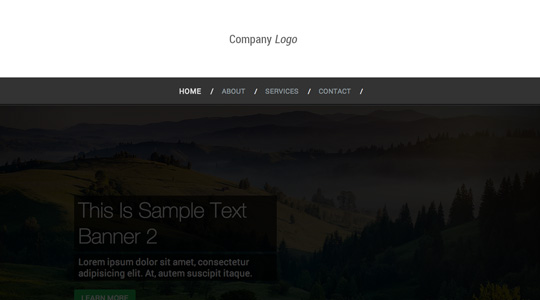 Company Logo
HOME / ABOUT / SERVICES / CONTACT /
This Is Sample Text
Banner 2
Lorem ipsum dolor sit amet, consectetur
adipisicing elit. At, autem suscipit itaque.
LEARN MORE